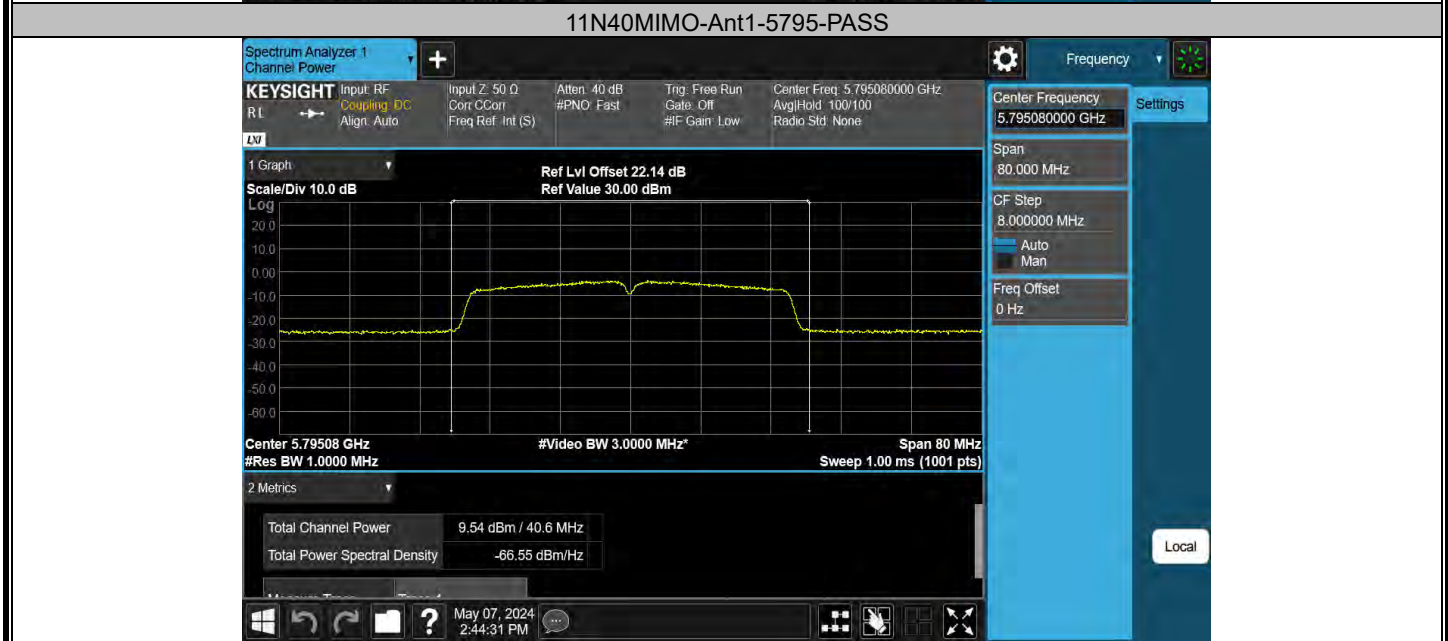 11N40MIMO-Ant1-5795-PASS
Spectrum Analyzer 1
Channel Power
+
Frequency
KEYSIGHT
RL
LXI
Input: RF
Coupling: DC
Align: Auto
Input Z: 50 Ω
Corr CCorr
Freq Ref: Int (S)
Atten: 40 dB
#PNO: Fast
Trig: Free Run
Gate: Off
#IF Gain: Low
Center Freq: 5.795080000 GHz
Avg|Hold: 100/100
Radio Std: None
Center Frequency
5.795080000 GHz
Settings
Span
80.000 MHz
CF Step
8.000000 MHz
Auto
Man
Freq Offset
0 Hz
1 Graph
Scale/Div 10.0 dB
Ref Lvl Offset 22.14 dB
Ref Value 30.00 dBm
Log
20.0
10.0
0.00
-10.0
-20.0
-30.0
-40.0
-50.0
-60.0
Center 5.79508 GHz
#Video BW 3.0000 MHz*
Span 80 MHz
#Res BW 1.0000 MHz
Sweep 1.00 ms (1001 pts)
2 Metrics
Total Channel Power 9.54 dBm / 40.6 MHz
Total Power Spectral Density -66.55 dBm/Hz
Local
?
May 07, 2024
2:44:31 PM